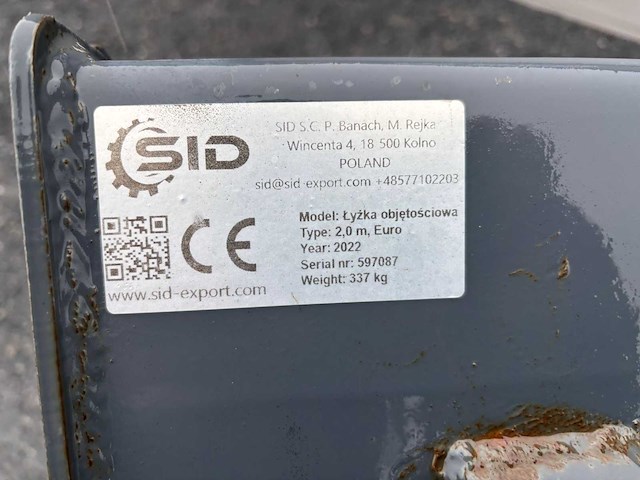 SID
SID S.C. P. Banach, M. Rejka
Wincenta 4, 18 500 Kolno
POLAND
sid@sid-export.com +48577102203
CE
Model: Łyżka objętościowa
Type: 2,0 m, Euro
Year: 2022
Serial nr: 597087
Weight: 337 kg
www.sid-export.com